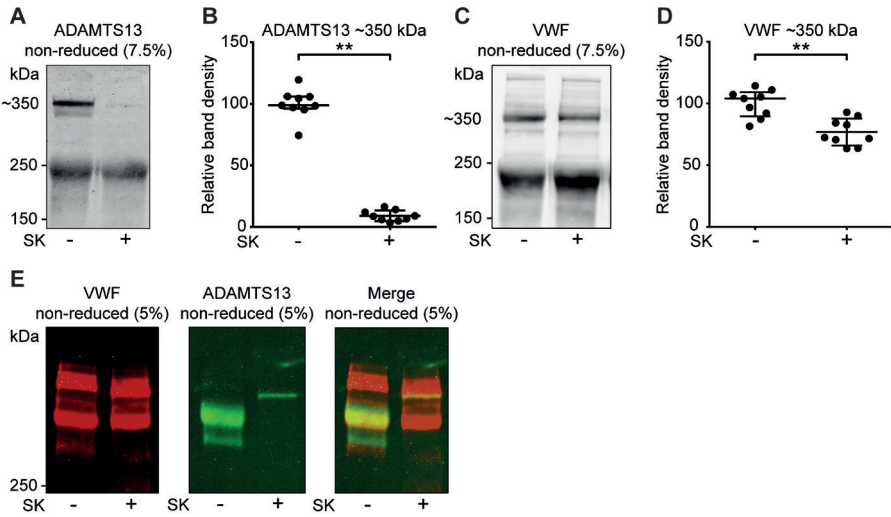 A
ADAMTS13
non-reduced (7.5%)
kDa
~350
250
150
SK - +
B
ADAMTS13 ~350 kDa
Relative band density
150
100
50
0
**
SK - +
C
VWF
non-reduced (7.5%)
kDa
~350
250
150
SK - +
D
VWF ~350 kDa
Relative band density
150
100
50
0
**
SK - +
E
VWF
non-reduced (5%)
ADAMTS13
non-reduced (5%)
Merge
non-reduced (5%)
kDa
250
SK - + - + - +